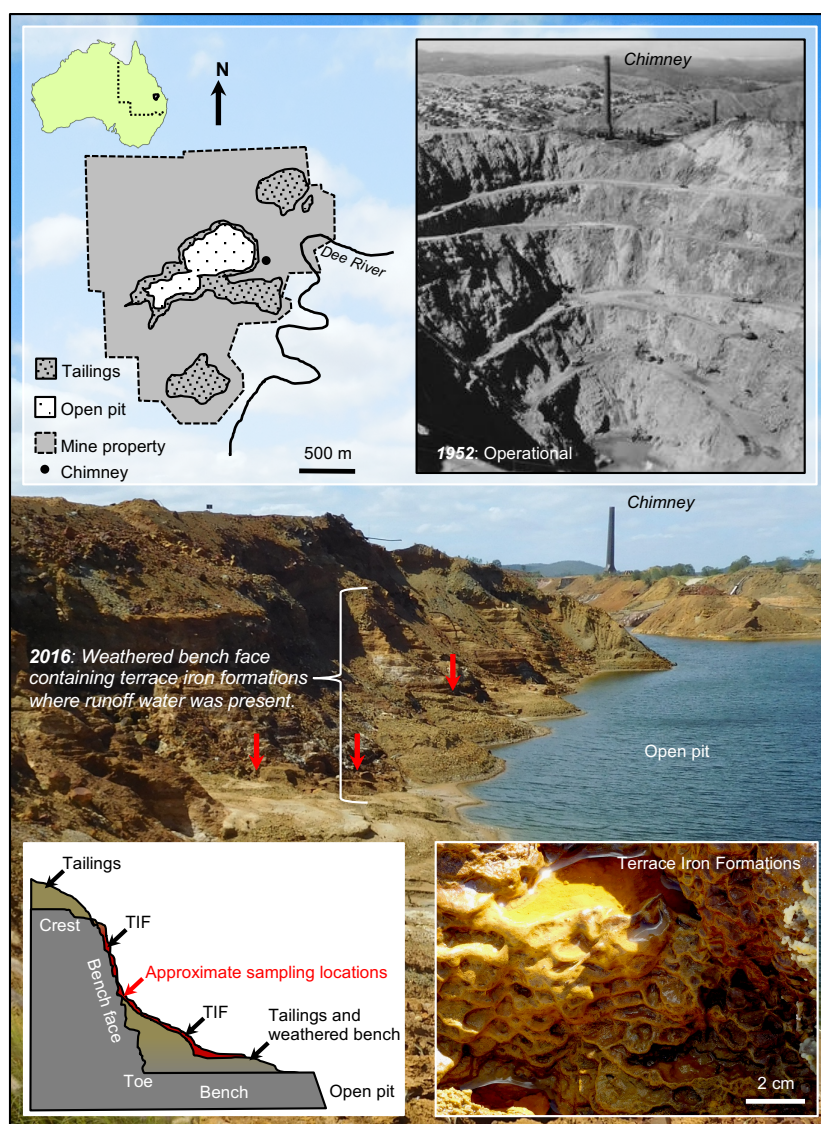 N
Dee River
Tailings
Open pit
Mine property
Chimney
500 m
Chimney
1952: Operational
Chimney
2016: Weathered bench face
containing terrace iron formations
where runoff water was present.
Open pit
Tailings
Crest
TIF
Bench face
Approximate sampling locations
TIF
Tailings and
weathered bench
Toe
Bench
Open pit
Terrace Iron Formations
2 cm